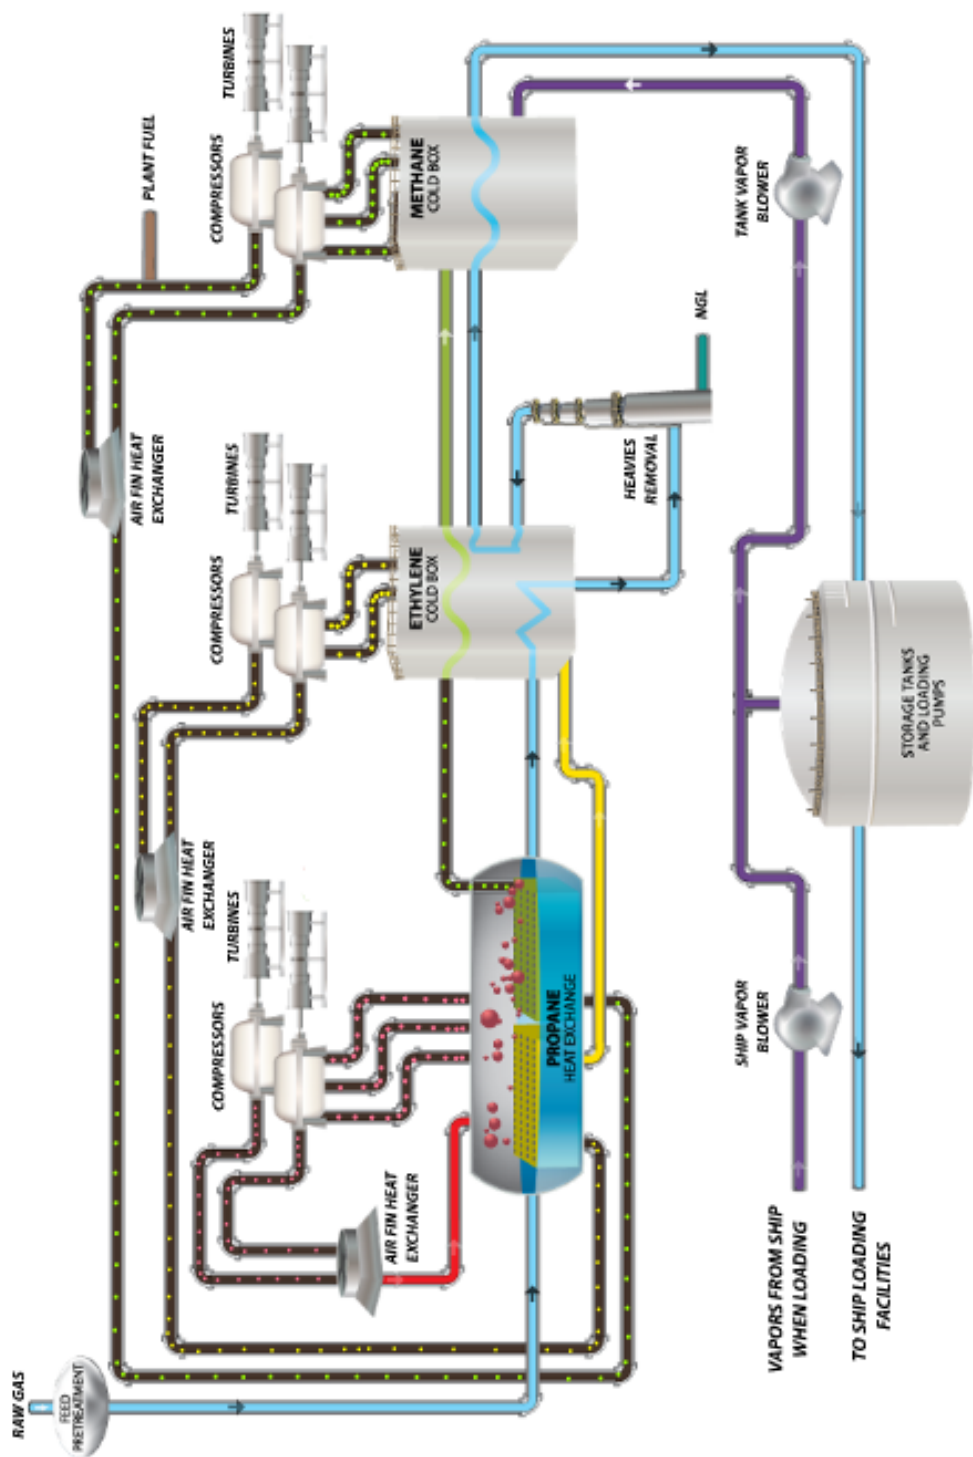 RAW GAS
FEED
PRETREATMENT
AIR FIN HEAT
EXCHANGER
COMPRESSORS
TURBINES
PROPANE
HEAT EXCHANGE
AIR FIN HEAT
EXCHANGER
COMPRESSORS
TURBINES
ETHYLENE
COLD BOX
HEAVIES
REMOVAL
NGL
AIR FIN HEAT
EXCHANGER
PLANT FUEL
COMPRESSORS
TURBINES
METHANE
COLD BOX
VAPORS FROM SHIP
WHEN LOADING
TO SHIP LOADING
FACILITIES
SHIP VAPOR
BLOWER
STORAGE TANKS
AND LOADING
PUMPS
TANK VAPOR
BLOWER